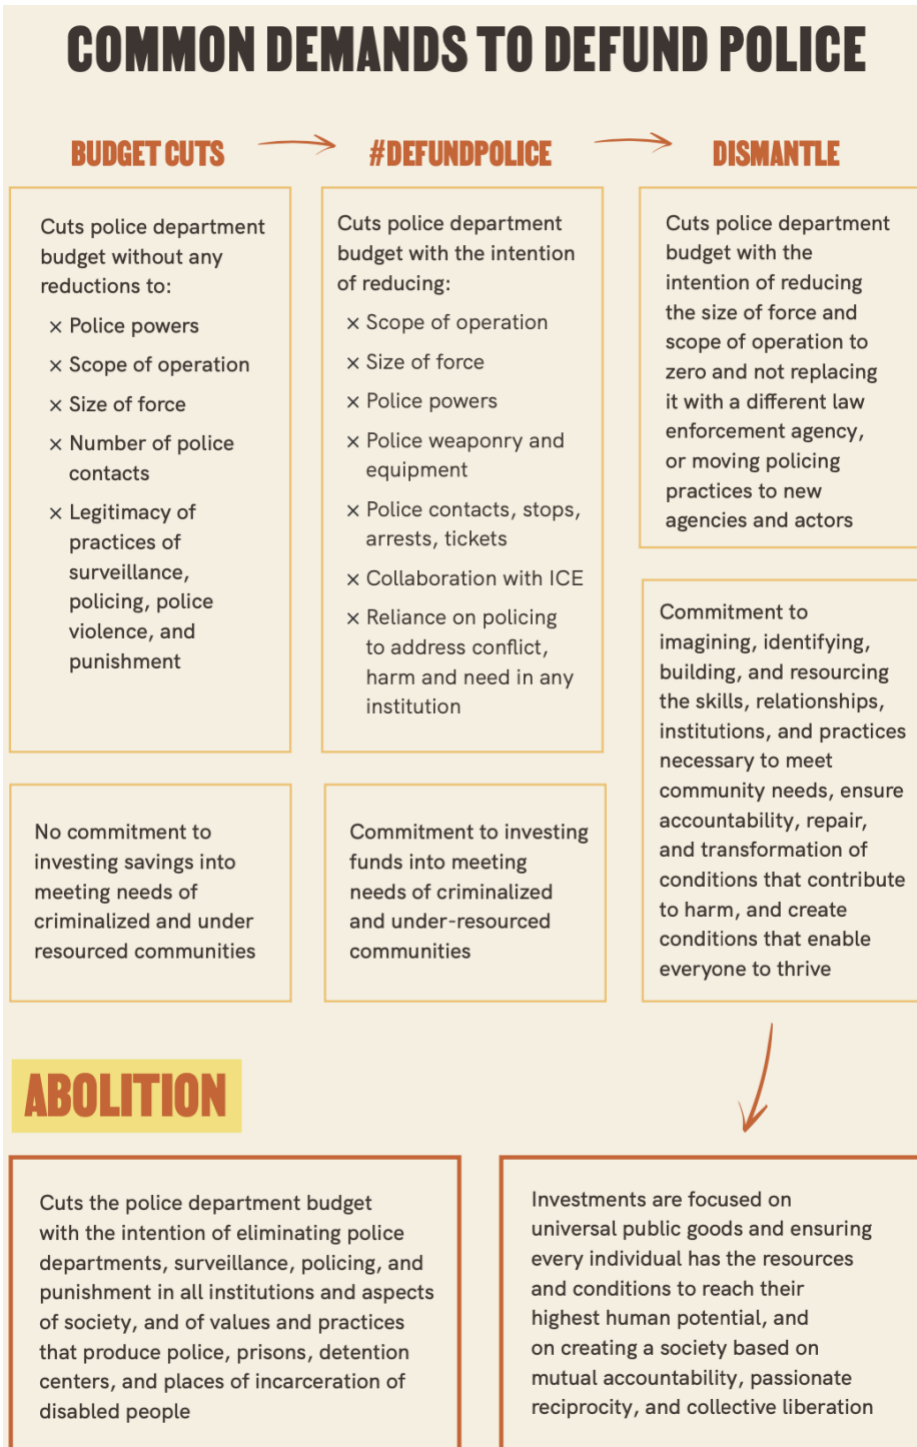 COMMON DEMANDS TO DEFUND POLICE
BUDGET CUTS
Cuts police department
budget without any
reductions to:
× Police powers
× Scope of operation
× Size of force
× Number of police
contacts
× Legitimacy of
practices of
surveillance,
policing, police
violence, and
punishment
No commitment to
investing savings into
meeting needs of
criminalized and under
resourced communities
#DEFUNDPOLICE
Cuts police department
budget with the intention
of reducing:
× Scope of operation
× Size of force
× Police powers
× Police weaponry and
equipment
× Police contacts, stops,
arrests, tickets
× Collaboration with ICE
× Reliance on policing
to address conflict,
harm and need in any
institution
Commitment to investing
funds into meeting
needs of criminalized
and under-resourced
communities
DISMANTLE
Cuts police department
budget with the
intention of reducing
the size of force and
scope of operation to
zero and not replacing
it with a different law
enforcement agency,
or moving policing
practices to new
agencies and actors
Commitment to
imagining, identifying,
building, and resourcing
the skills, relationships,
institutions, and practices
necessary to meet
community needs, ensure
accountability, repair,
and transformation of
conditions that contribute
to harm, and create
conditions that enable
everyone to thrive
ABOLITION
Cuts the police department budget
with the intention of eliminating police
departments, surveillance, policing, and
punishment in all institutions and aspects
of society, and of values and practices
that produce police, prisons, detention
centers, and places of incarceration of
disabled people
Investments are focused on
universal public goods and ensuring
every individual has the resources
and conditions to reach their
highest human potential, and
on creating a society based on
mutual accountability, passionate
reciprocity, and collective liberation